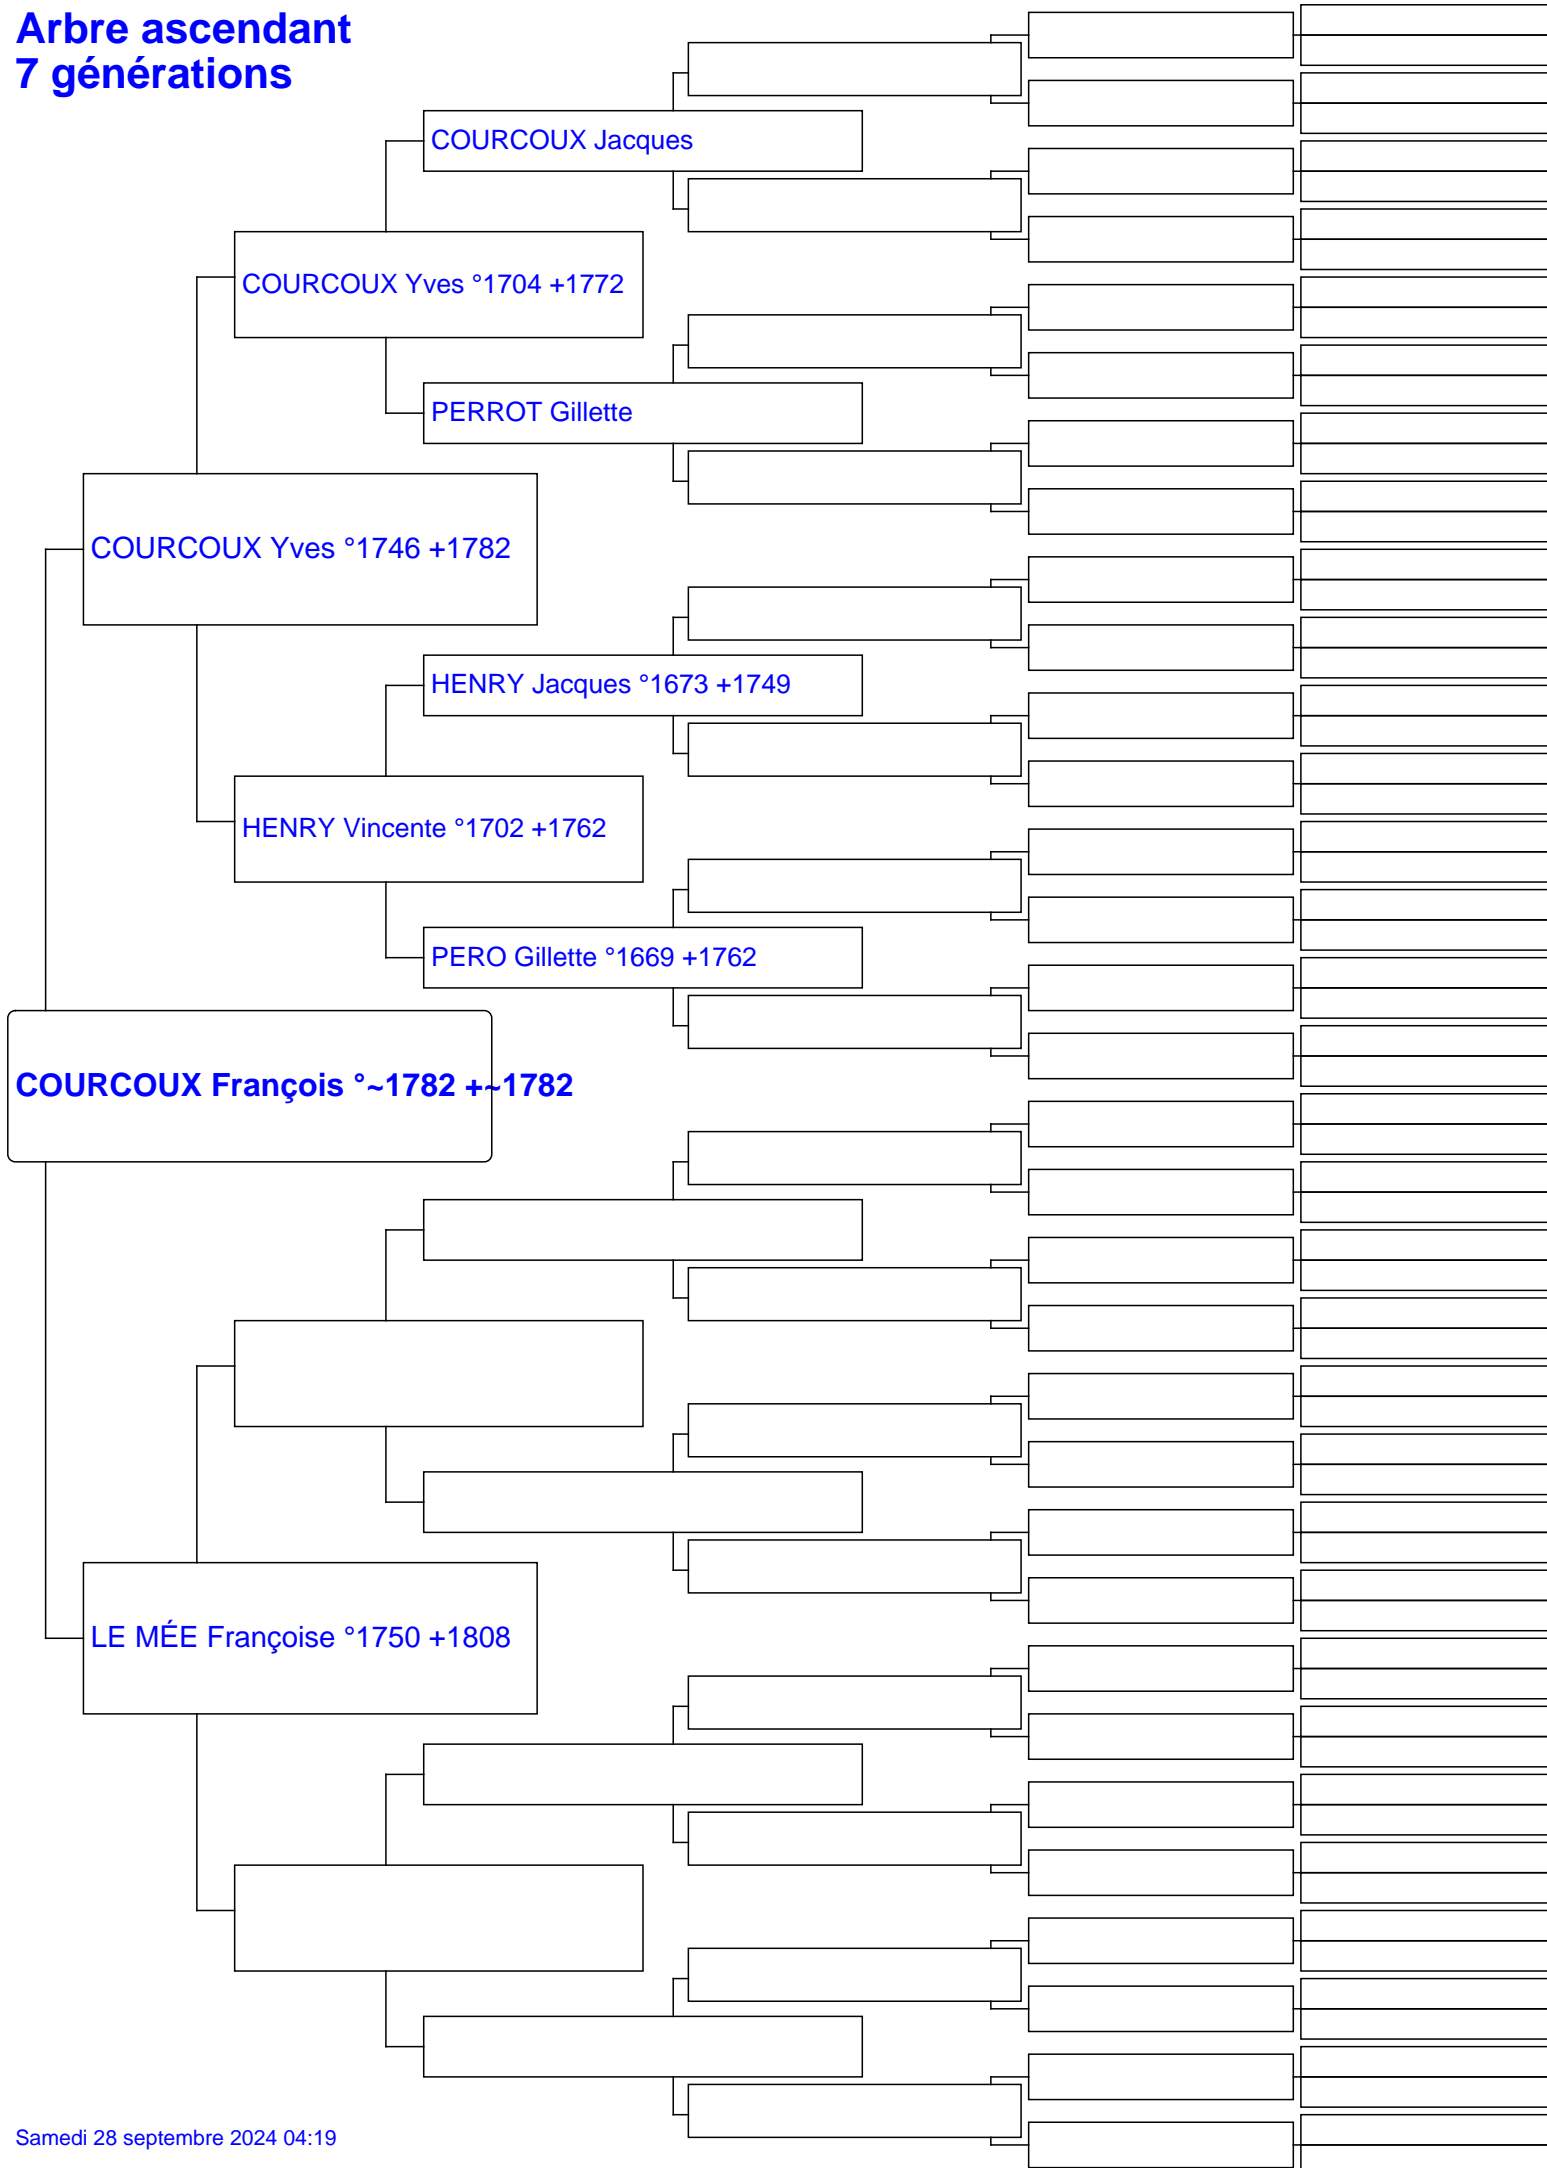 Arbre ascendant
7 générations
COURCOUX Jacques
COURCOUX Yves °1704 +1772
PERROT Gillette
COURCOUX Yves °1746 +1782
HENRY Jacques °1673 +1749
HENRY Vincente °1702 +1762
PERO Gillette °1669 +1762
COURCOUX François °~1782 +~1782
LE MÉE Françoise °1750 +1808
Samedi 28 septembre 2024 04:19